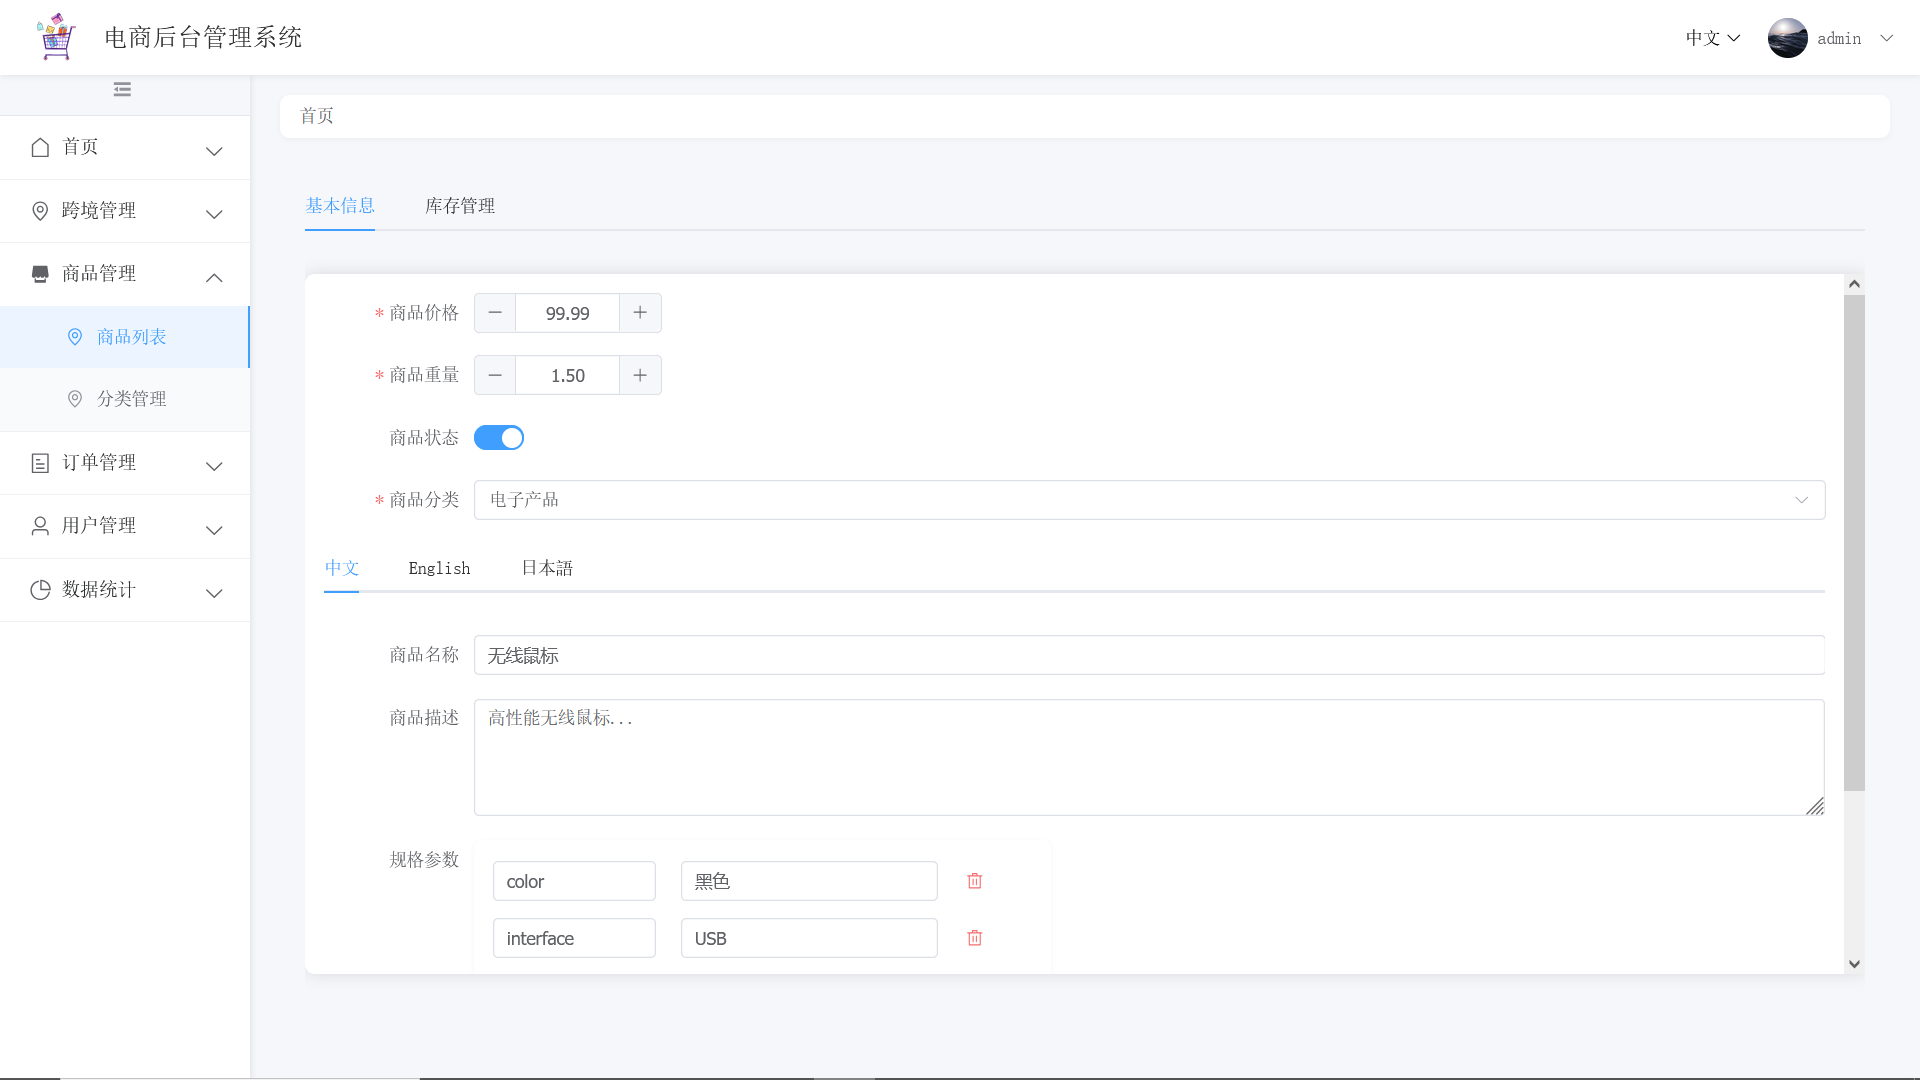 电商后台管理系统
中文
admin
首页
跨境管理
商品管理
商品列表
分类管理
订单管理
用户管理
数据统计
首页
基本信息 库存管理
* 商品价格 99.99
* 商品重量 1.50
商品状态
* 商品分类 电子产品
中文 English 日本語
商品名称 无线鼠标
商品描述 高性能无线鼠标...
规格参数
color 黑色
interface USB